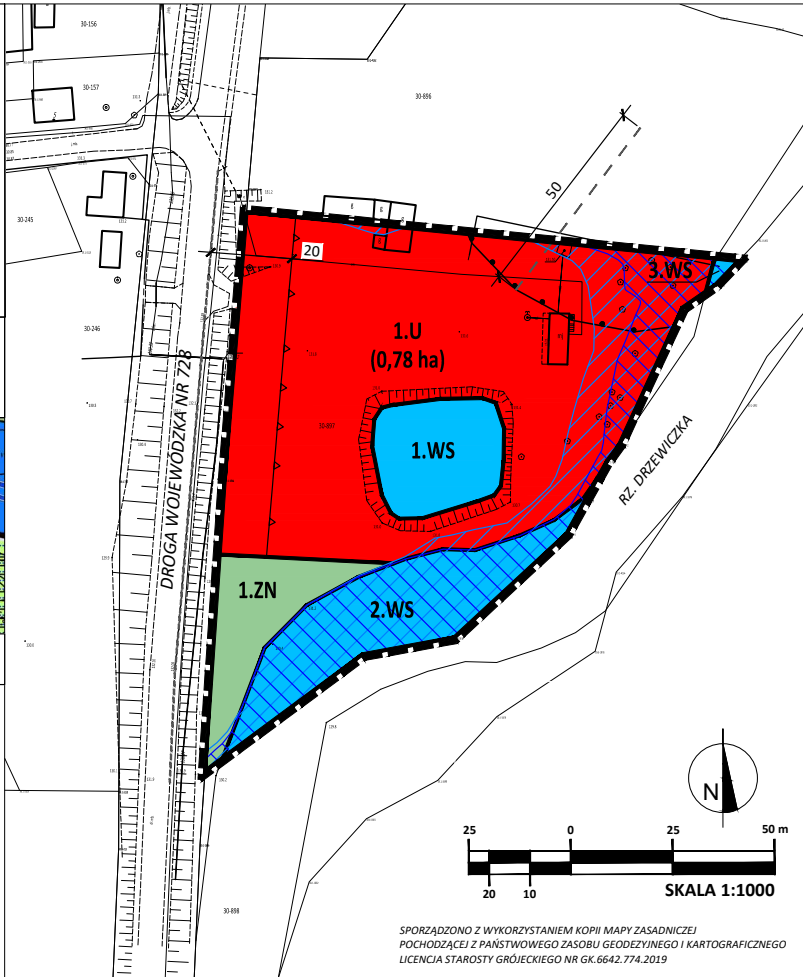 30-156
30-157
30-896
50
30-245
20
3.WS
1.U
(0,78 ha)
30-246
DROGA WOJEWÓDZKA NR 728
30-897
1.WS
RZ. DRZEWICZKA
1.ZN
2.WS
N
25 0 25 50 m
20 10
SKALA 1:1000
30-898
SPORZĄDZONO Z WYKORZYSTANIEM KOPII MAPY ZASADNICZEJ
POCHODZĄCEJ Z PAŃSTWOWEGO ZASOBU GEODEZYJNEGO I KARTOGRAFICZNEGO
LICENCJA STAROSTY GRÓJECKIEGO NR GK.6642.774.2019